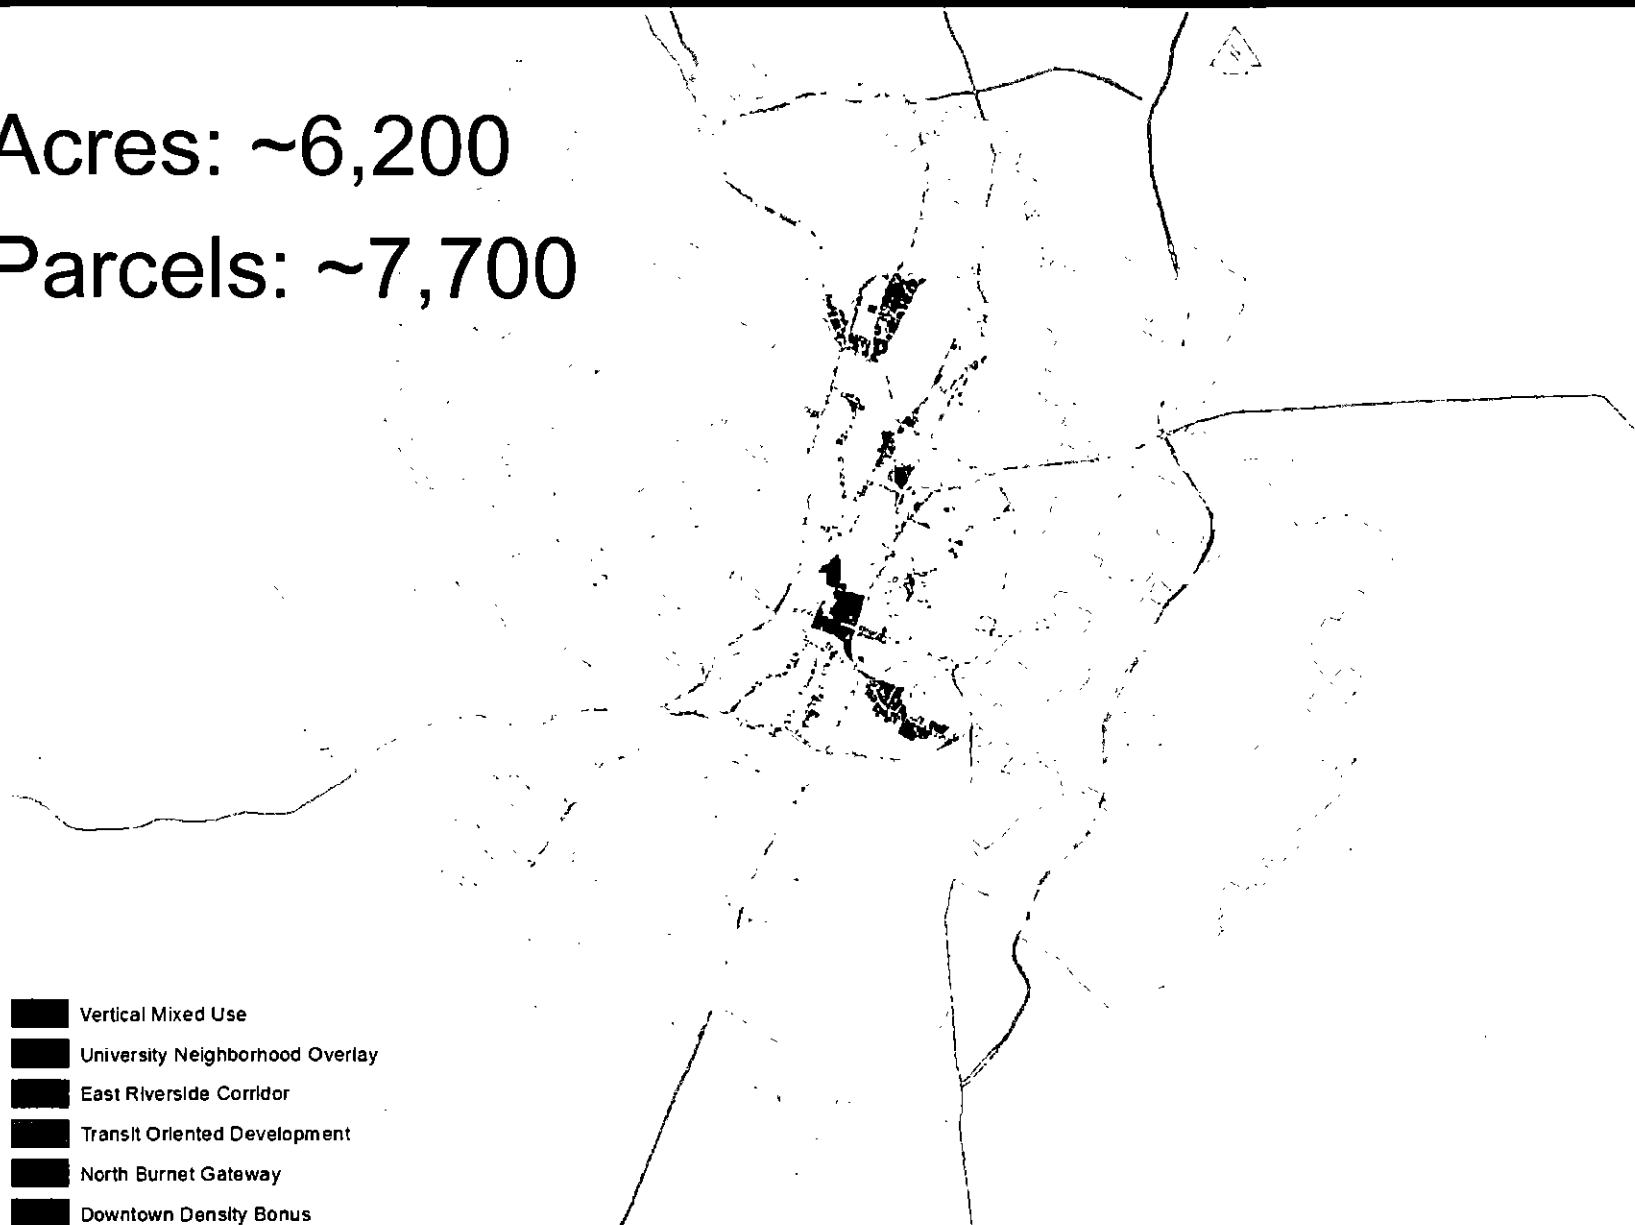 Acres: ~6,200
Parcels: ~7,700
Vertical Mixed Use
University Neighborhood Overlay
East Riverside Corridor
Transit Oriented Development
North Burnet Gateway
Downtown Density Bonus